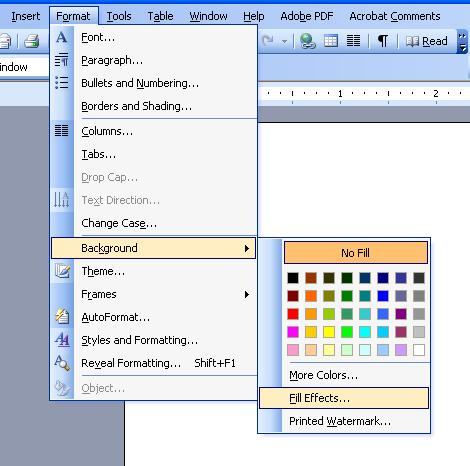 Insert Format Tools Table Window Help Adobe PDF Acrobat Comments
Font...
Paragraph...
Bullets and Numbering...
Borders and Shading...
Columns...
Tabs...
Drop Cap...
Text Direction...
Change Case...
Background
Theme...
Frames
AutoFormat...
Styles and Formatting...
Reveal Formatting... Shift+F1
Object...
¶ Read
indow
1 2
No Fill
More Colors...
Fill Effects...
Printed Watermark...